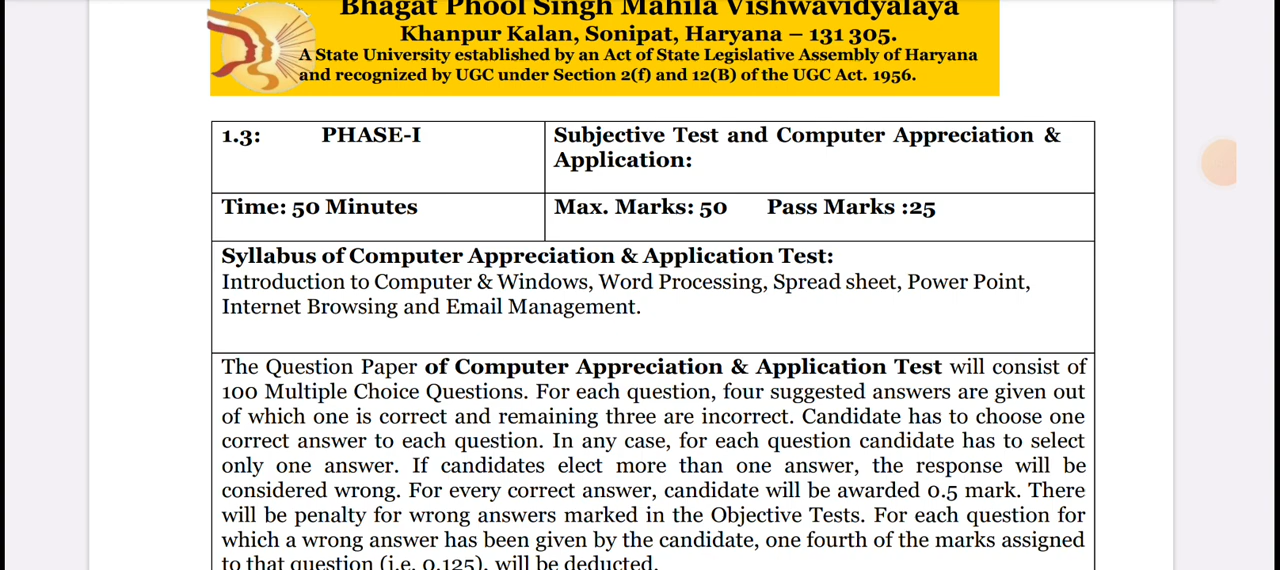 Bhagat Phool Singh Mahila Vishwavidyalaya
Khanpur Kalan, Sonipat, Haryana – 131 305.
A State University established by an Act of State Legislative Assembly of Haryana
and recognized by UGC under Section 2(f) and 12(B) of the UGC Act. 1956.
1.3: PHASE-I
Subjective Test and Computer Appreciation &
Application:
Time: 50 Minutes
Max. Marks: 50 Pass Marks :25
Syllabus of Computer Appreciation & Application Test:
Introduction to Computer & Windows, Word Processing, Spread sheet, Power Point,
Internet Browsing and Email Management.
The Question Paper of Computer Appreciation & Application Test will consist of
100 Multiple Choice Questions. For each question, four suggested answers are given out
of which one is correct and remaining three are incorrect. Candidate has to choose one
correct answer to each question. In any case, for each question candidate has to select
only one answer. If candidates elect more than one answer, the response will be
considered wrong. For every correct answer, candidate will be awarded 0.5 mark. There
will be penalty for wrong answers marked in the Objective Tests. For each question for
which a wrong answer has been given by the candidate, one fourth of the marks assigned
to that question (i.e. 0.125). will be deducted.